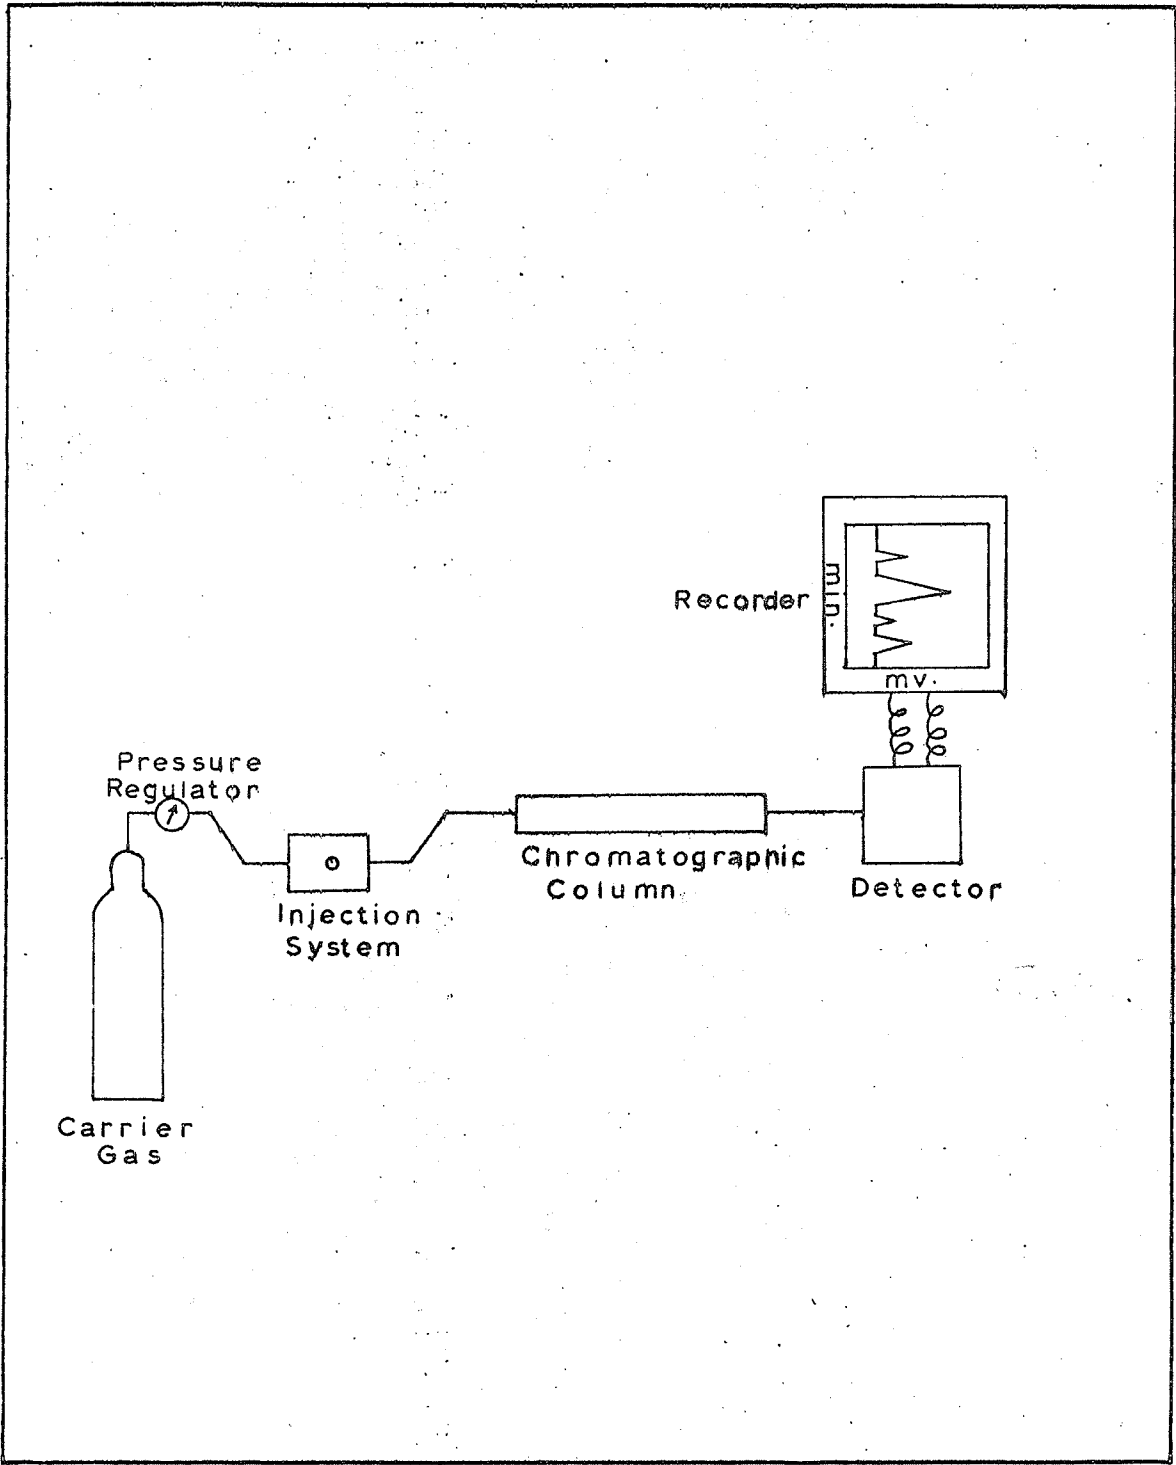 Recorder
min.
mv.
Pressure
Regulator
Chromatographic
Column
Detector
Injection
System
Carrier
Gas